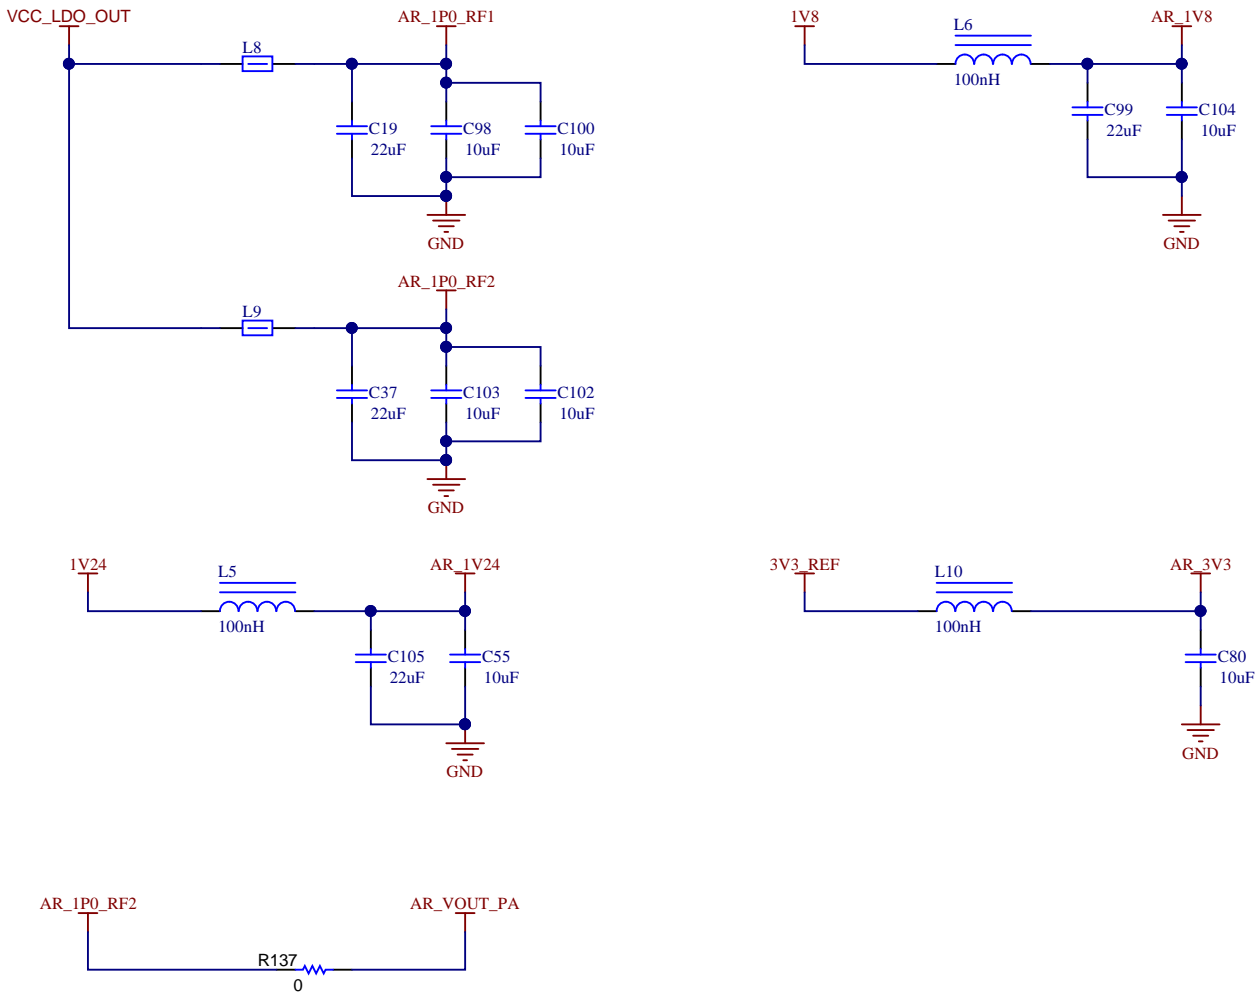 VCC_LDO_OUT
AR_1P0_RF1
L8
C19
22uF
C98
10uF
C100
10uF
GND
1V8
L6
100nH
AR_1V8
C99
22uF
C104
10uF
GND
AR_1P0_RF2
L9
C37
22uF
C103
10uF
C102
10uF
GND
1V24
L5
100nH
AR_1V24
C105
22uF
C55
10uF
GND
3V3_REF
L10
100nH
AR_3V3
C80
10uF
GND
AR_1P0_RF2
AR_VOUT_PA
R137
0